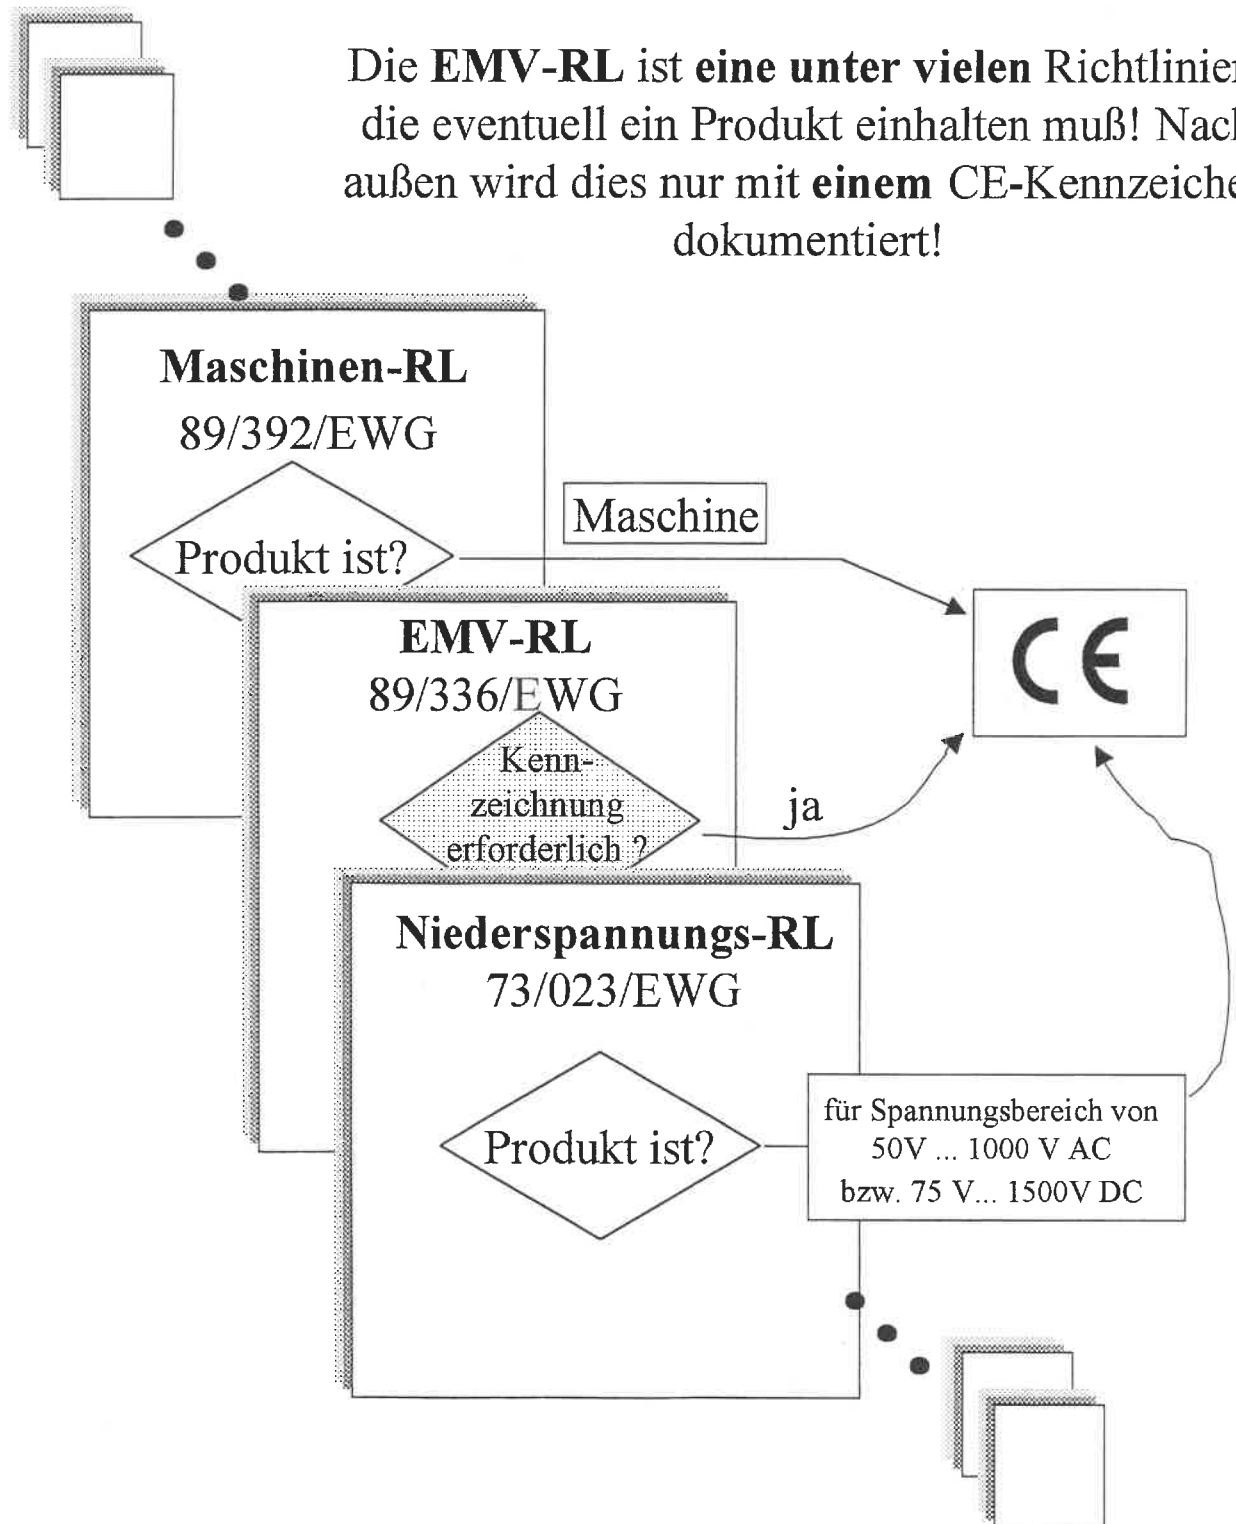 Die EMV-RL ist eine unter vielen Richtlinien
die eventuell ein Produkt einhalten muß! Nach
außen wird dies nur mit einem CE-Kennzeichen
dokumentiert!
Maschinen-RL
89/392/EWG
Produkt ist?
Maschine
CE
EMV-RL
89/336/EWG
Kenn-
zeichnung
erforderlich ?
ja
Niederspannungs-RL
73/023/EWG
Produkt ist?
für Spannungsbereich von
50V ... 1000 V AC
bzw. 75 V... 1500V DC